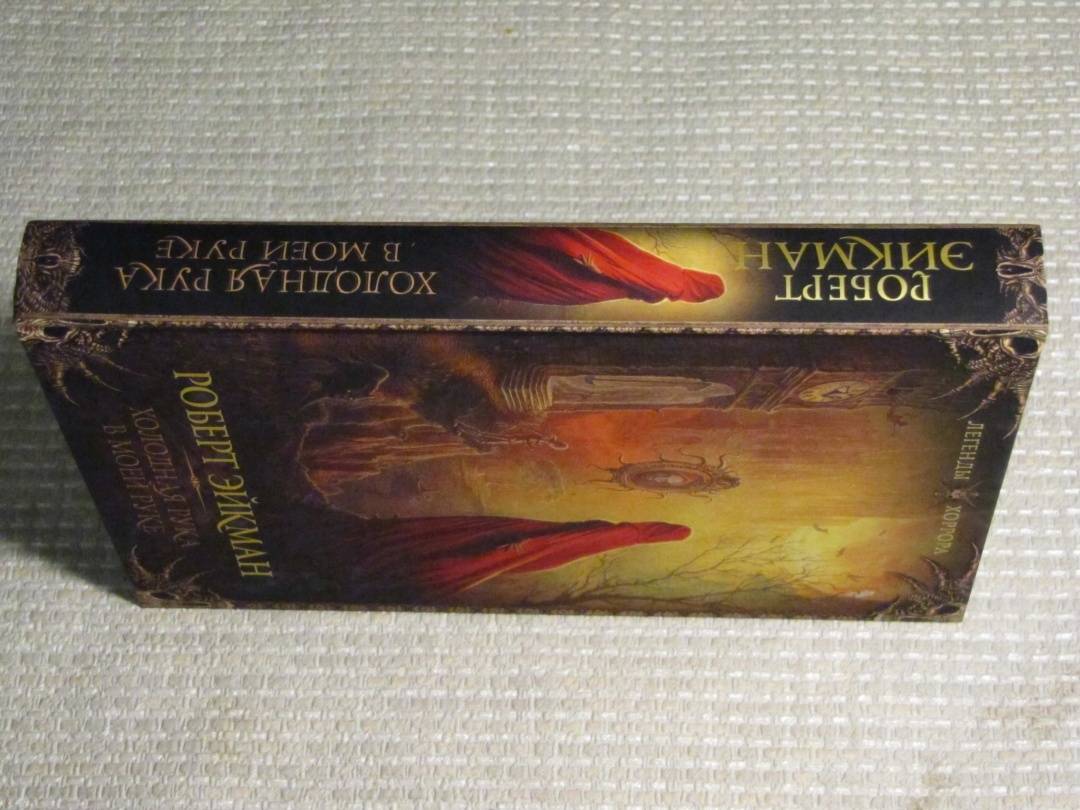 РОБЕРТ
ЭЙКМАН
ХОЛОДНАЯ РУКА
В МОЕЙ РУКЕ
ЛЕГЕНДЫ ХОРРОРА
РОБЕРТ ЭЙКМАН
ХОЛОДНАЯ РУКА
В МОЕЙ РУКЕ